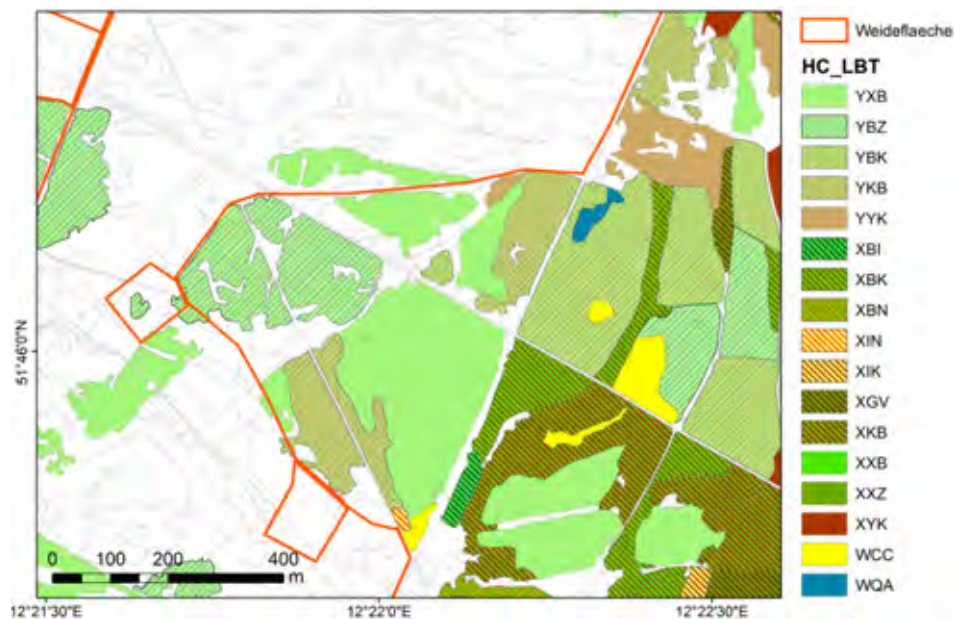 Weideflaeche
HC_LBT
YXB
YBZ
YBK
YKB
YYK
XBI
XBK
XBN
XIN
XIK
XGV
XKB
XXB
XXZ
XYK
WCC
WQA
51°46'0"N
0 100 200 400
m
12°21'30"E 12°22'0"E 12°22'30"E